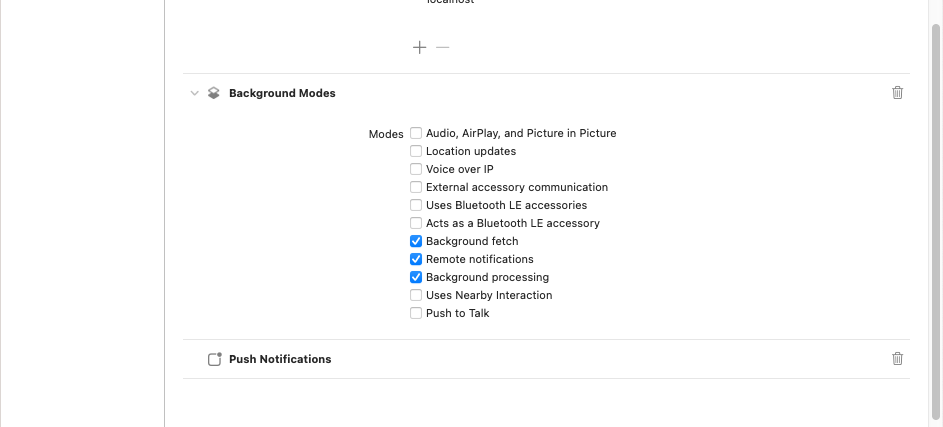 localhost
Background Modes
Modes
Audio, AirPlay, and Picture in Picture
Location updates
Voice over IP
External accessory communication
Uses Bluetooth LE accessories
Acts as a Bluetooth LE accessory
Background fetch
Remote notifications
Background processing
Uses Nearby Interaction
Push to Talk
Push Notifications